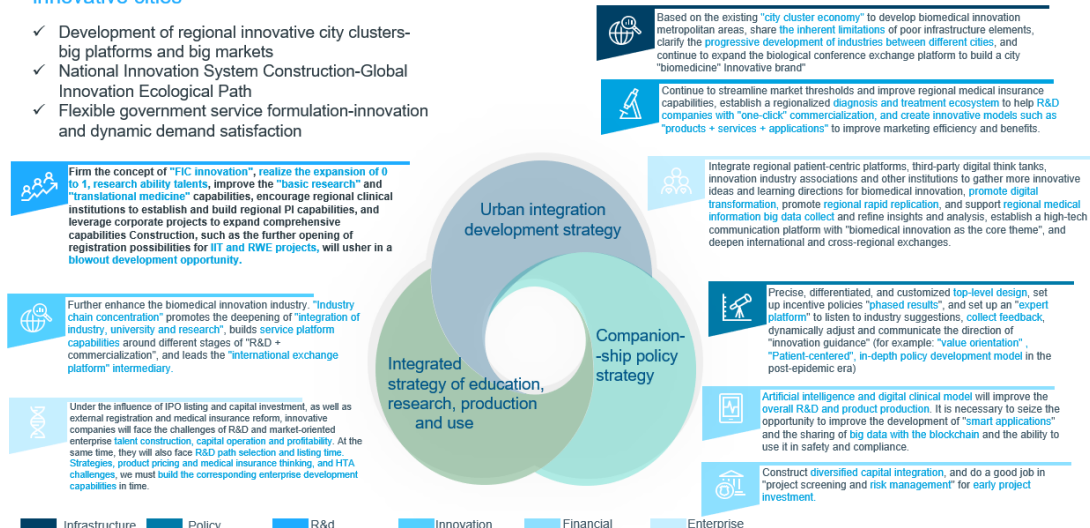 innovative cities
✓ Development of regional innovative city clusters-
big platforms and big markets
✓ National Innovation System Construction-Global
Innovation Ecological Path
✓ Flexible government service formulation-innovation
and dynamic demand satisfaction
Based on the existing "city cluster economy" to develop biomedical innovation
metropolitan areas, share the inherent limitations of poor infrastructure elements,
clarify the progressive development of industries between different cities, and
continue to expand the biological conference exchange platform to build a city
"biomedicine" Innovative brand"
Continue to streamline market thresholds and improve regional medical insurance
capabilities, establish a regionalized diagnosis and treatment ecosystem to help R&D
companies with "one-click" commercialization, and create innovative models such as
"products + services + applications" to improve marketing efficiency and benefits.
Firm the concept of "FIC innovation", realize the expansion of 0
to 1, research ability talents, improve the "basic research" and
"translational medicine" capabilities, encourage regional clinical
institutions to establish and build regional PI capabilities, and
leverage corporate projects to expand comprehensive
capabilities Construction, such as the further opening of
registration possibilities for IIT and RWE projects, will usher in a
blowout development opportunity.
Integrate regional patient-centric platforms, third-party digital think tanks,
innovation industry associations and other institutions to gather more innovative
ideas and learning directions for biomedical innovation, promote digital
transformation, promote regional rapid replication, and support regional medical
information big data collect and refine insights and analysis, establish a high-tech
communication platform with "biomedical innovation as the core theme", and
deepen international and cross-regional exchanges.
Urban integration
development strategy
Further enhance the biomedical innovation industry. "Industry
chain concentration" promotes the deepening of "integration of
industry, university and research", builds service platform
capabilities around different stages of "R&D +
commercialization", and leads the "international exchange
platform" intermediary.
Precise, differentiated, and customized top-level design, set
up incentive policies "phased results", and set up an "expert
platform" to listen to industry suggestions, collect feedback,
dynamically adjust and communicate the direction of
"innovation guidance" (for example: "value orientation" ,
"Patient-centered", in-depth policy development model in the
post-epidemic era)
Integrated
strategy of education,
research, production
and use
Companion-
-ship policy
strategy
Under the influence of IPO listing and capital investment, as well as
external registration and medical insurance reform, innovative
companies will face the challenges of R&D and market-oriented
enterprise talent construction, capital operation and profitability. At the
same time, they will also face R&D path selection and listing time.
Strategies, product pricing and medical insurance thinking, and HTA
challenges, we must build the corresponding enterprise development
capabilities in time.
Artificial intelligence and digital clinical model will improve the
overall R&D and product production. It is necessary to seize the
opportunity to improve the development of "smart applications"
and the sharing of big data with the blockchain and the ability to
use it in safety and compliance.
Construct diversified capital integration, and do a good job in
"project screening and risk management" for early project
investment.
Infrastructure Policy R&d Innovation Financial Enterprise